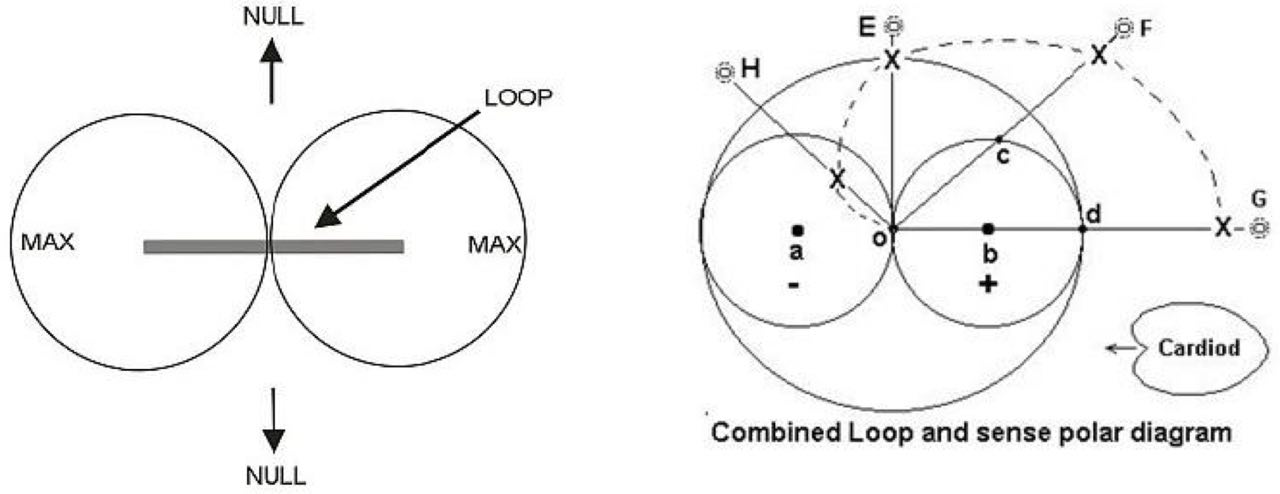 NULL
LOOP
MAX
MAX
NULL
E
F
H
X
X
X
X
c
G
d
o
a
b
-
+
Cardiod
Combined Loop and sense polar diagram